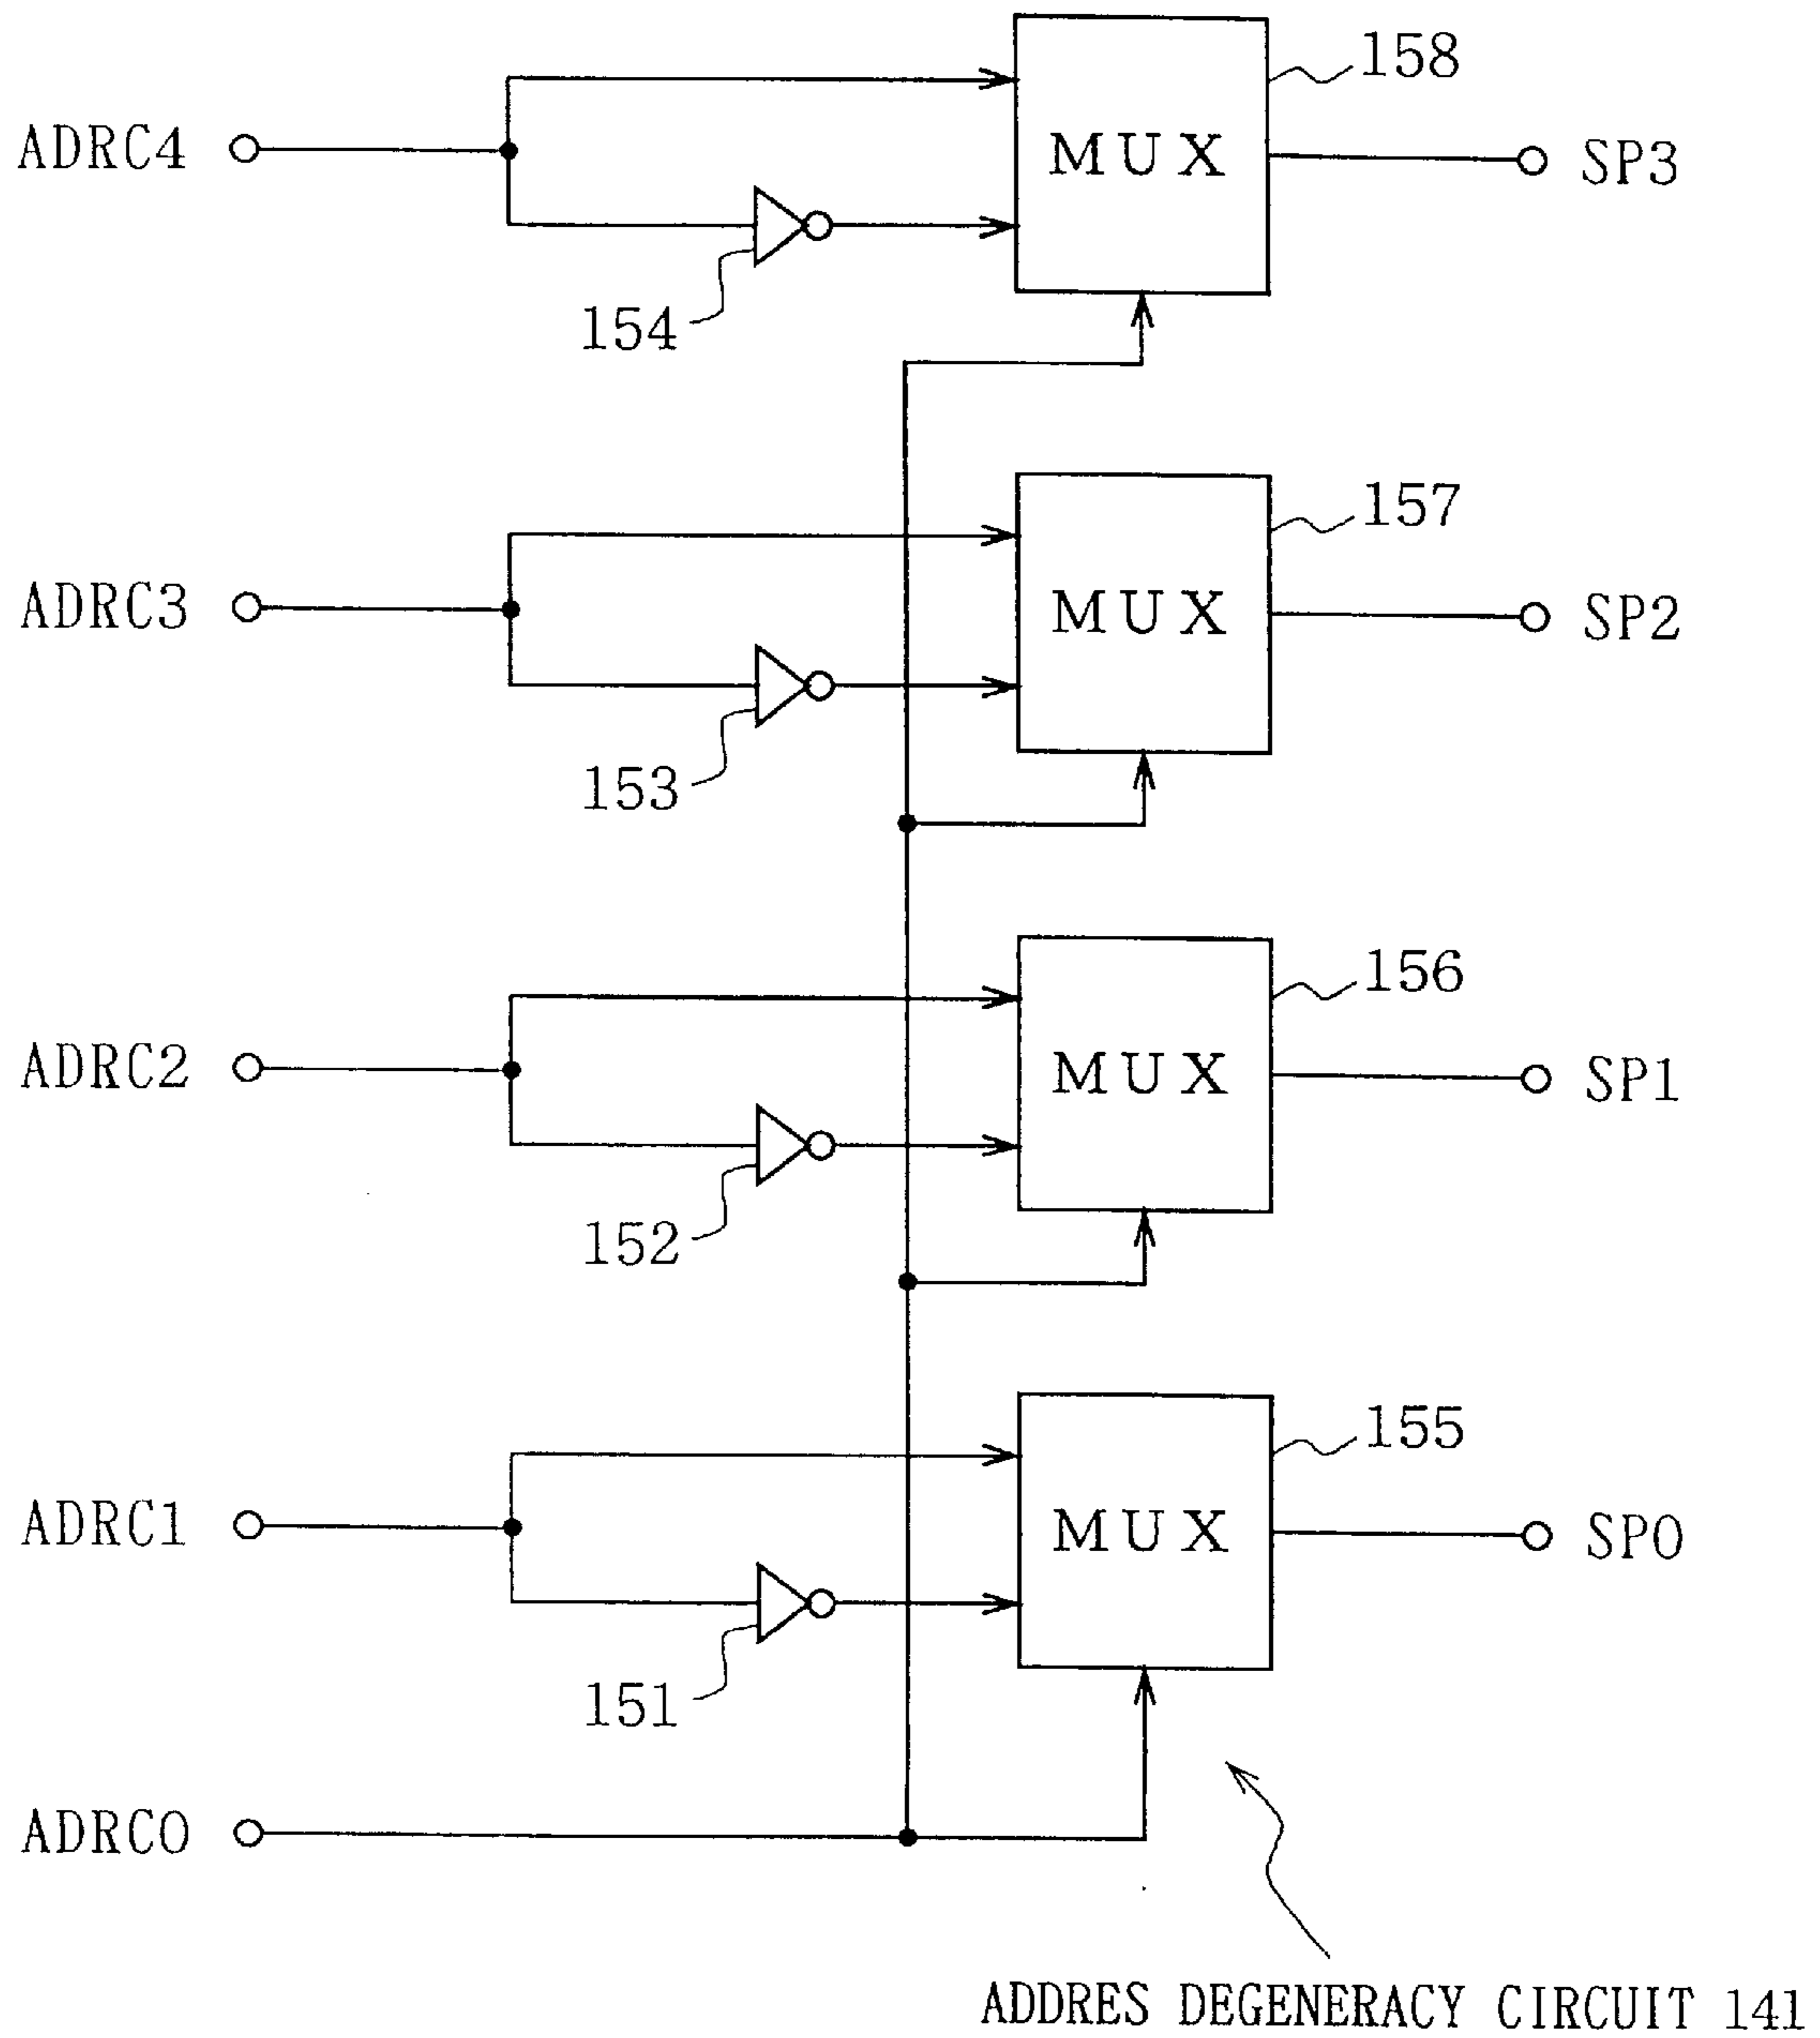 158
ADRC4
MUX
SP3
154
157
ADRC3
MUX
SP2
153
156
ADRC2
MUX
SP1
152
155
ADRC1
MUX
SP0
151
ADRC0
ADDRES DEGENERACY CIRCUIT 141